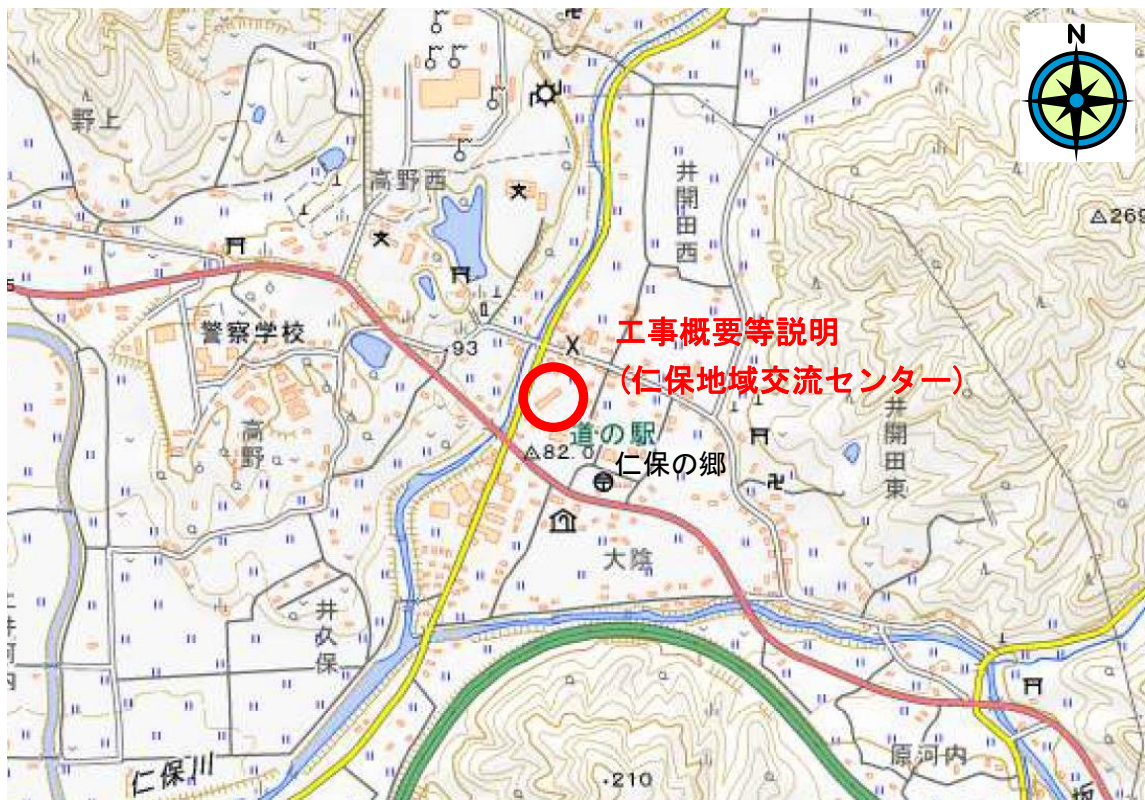 N
野上
高野西
井開田西
269
警察学校
工事概要等説明
(仁保地域交流センター)
93
高野
道の駅
82.0
仁保の郷
井開田東
大陰
井久保
仁保川
210
原河内